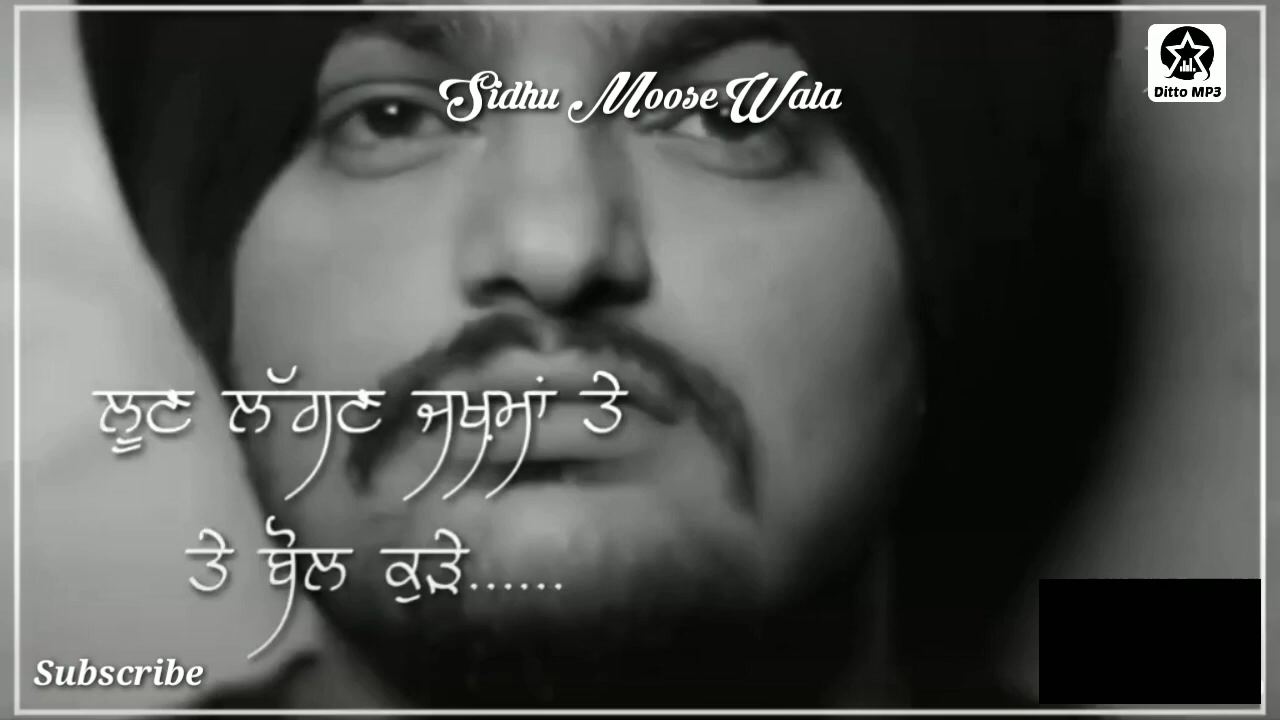 Sidhu Moose Wala
Ditto MP3
ਲੂਣ ਲੱਗਣ ਜਖ਼ਮਾਂ ਤੇ
ਤੇ ਬੋਲ ਕੁੜੇ......
Subscribe